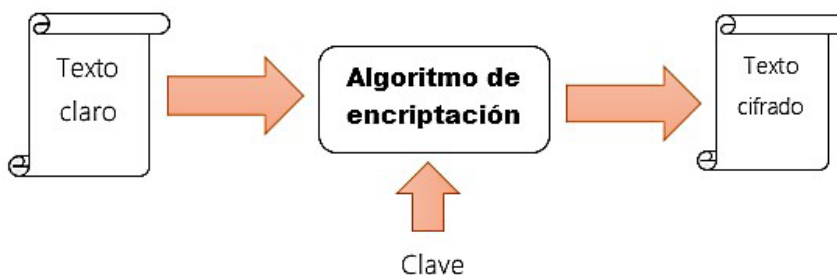 Texto
claro
Algoritmo de
encriptación
Texto
cifrado
Clave